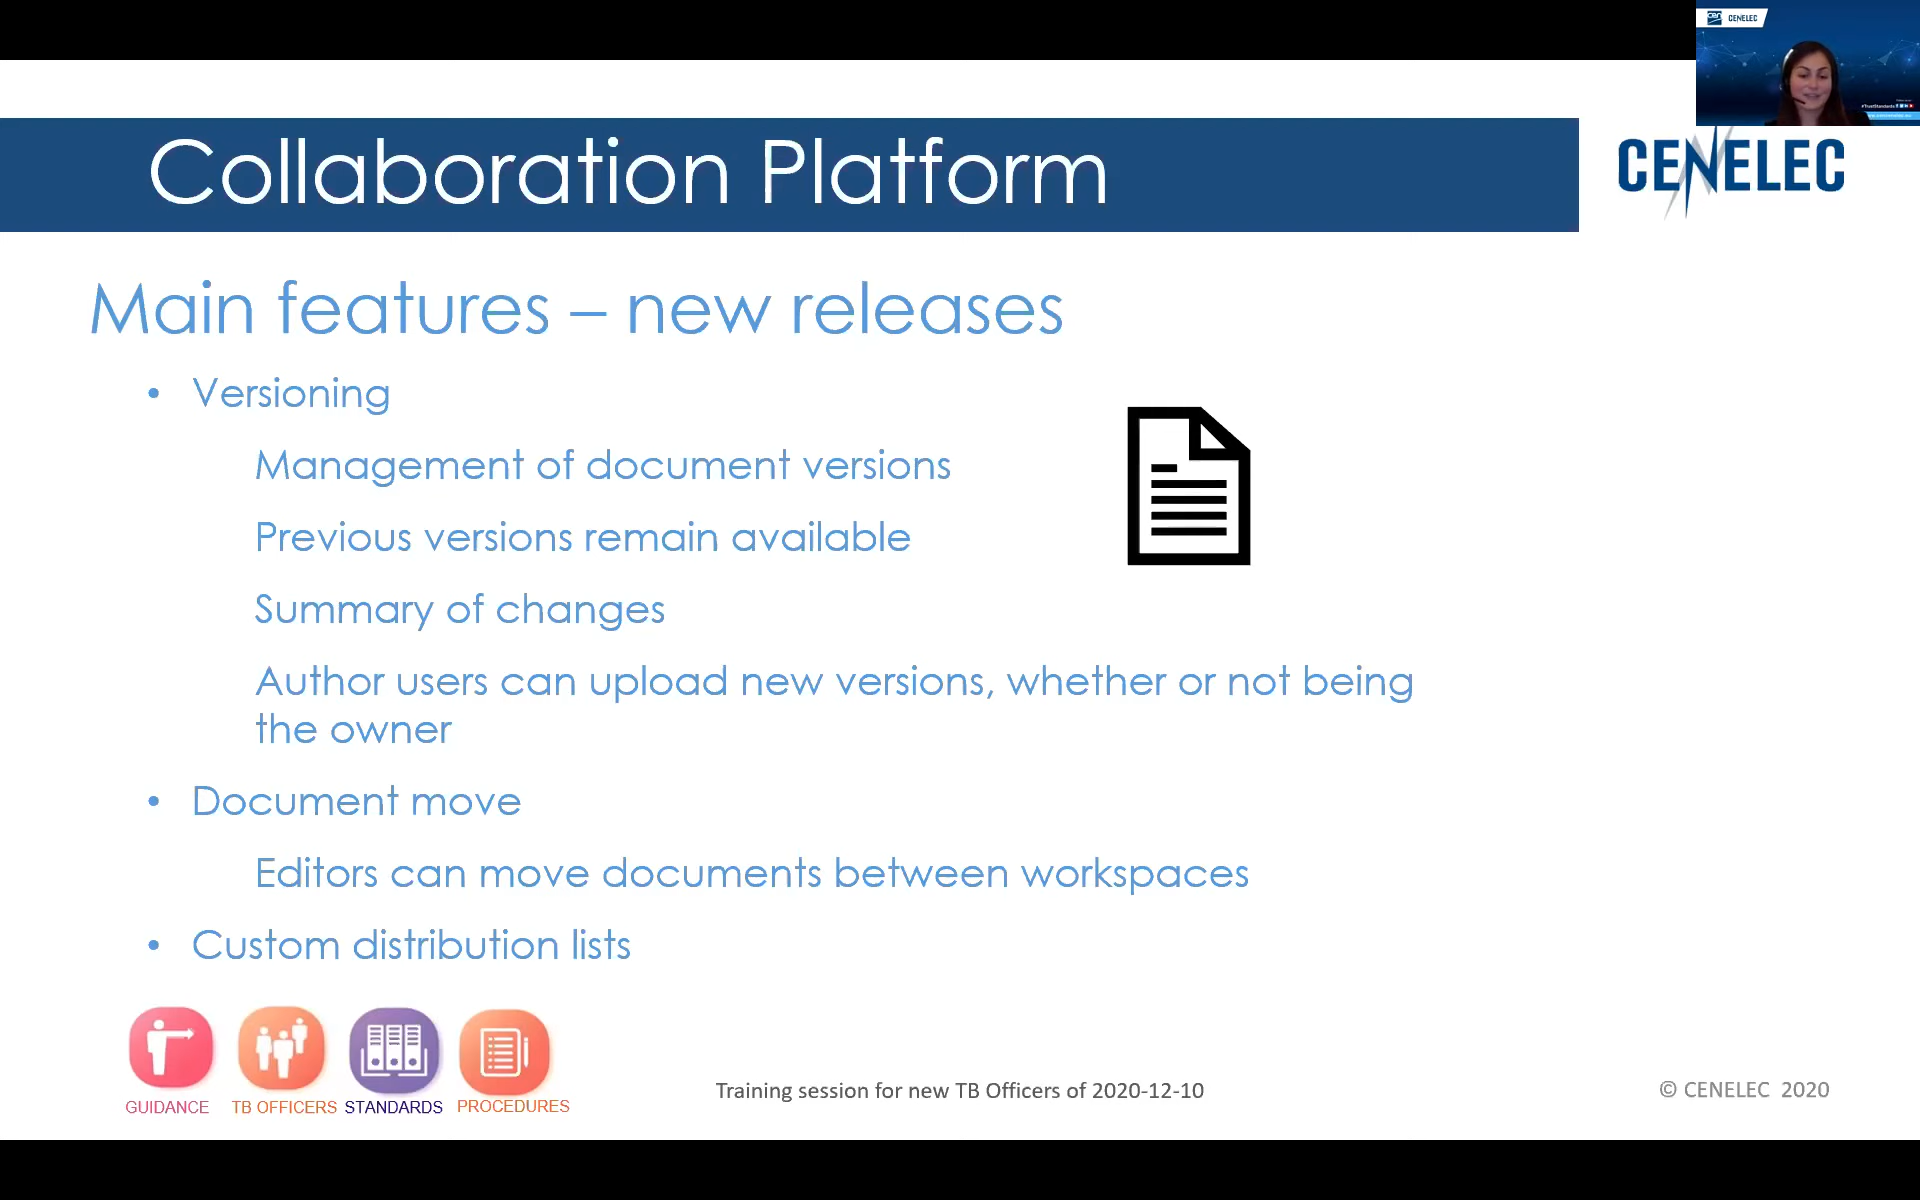 CENELEC
Collaboration Platform
CENELEC
Main features – new releases
• Versioning
Management of document versions
Previous versions remain available
Summary of changes
Author users can upload new versions, whether or not being
the owner
• Document move
Editors can move documents between workspaces
• Custom distribution lists
GUIDANCE TB OFFICERS STANDARDS PROCEDURES
Training session for new TB Officers of 2020-12-10
© CENELEC 2020